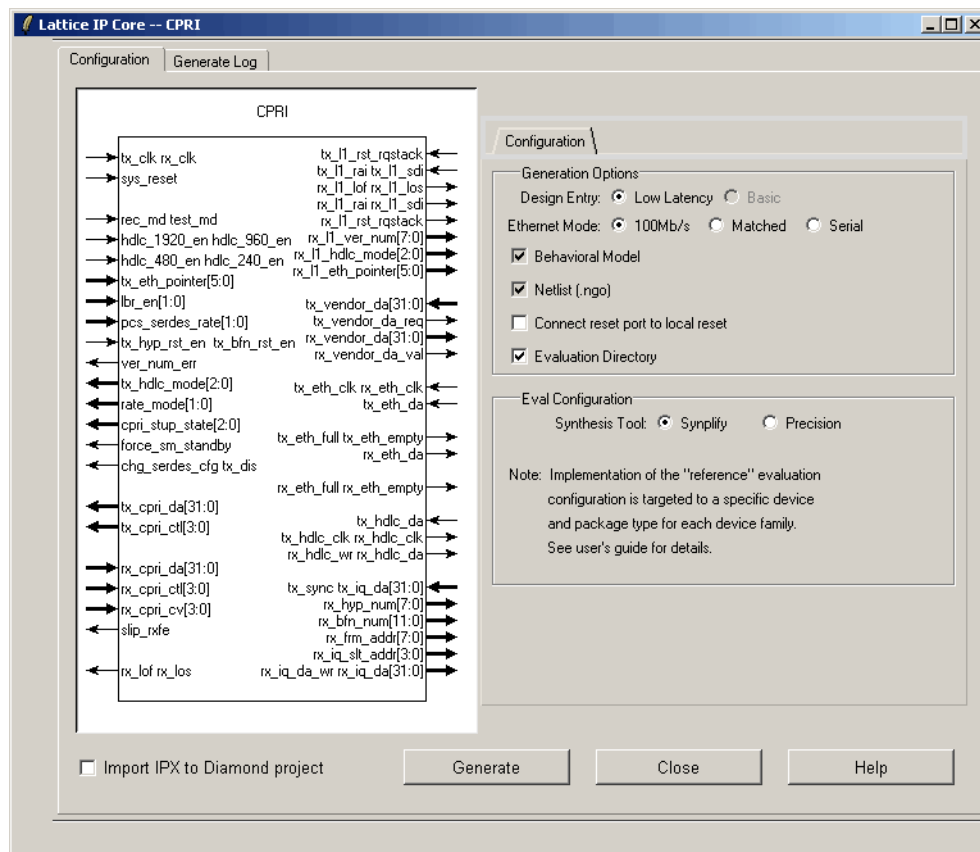 Lattice IP Core -- CPRI
Configuration
Generate Log
CPRI
tx_clk rx_clk
sys_reset
rec_md test_md
hdlc_1920_en hdlc_960_en
hdlc_480_en hdlc_240_en
tx_eth_pointer[5:0]
lbr_en[1:0]
pcs_serdes_rate[1:0]
tx_hyp_rst_en tx_bfn_rst_en
ver_num_err
tx_hdlc_mode[2:0]
rate_mode[1:0]
cpri_stup_state[2:0]
force_sm_standby
chg_serdes_cfg tx_dis
tx_cpri_da[31:0]
tx_cpri_ctl[3:0]
rx_cpri_da[31:0]
rx_cpri_ctl[3:0]
rx_cpri_cv[3:0]
slip_rxfe
rx_lof rx_los
tx_l1_rst_rqstack
tx_l1_rai tx_l1_sdi
rx_l1_lof rx_l1_los
rx_l1_rai rx_l1_sdi
rx_l1_rst_rqstack
rx_l1_ver_num[7:0]
rx_l1_hdlc_mode[2:0]
rx_l1_eth_pointer[5:0]
tx_vendor_da[31:0]
tx_vendor_da_req
rx_vendor_da[31:0]
rx_vendor_da_val
tx_eth_clk rx_eth_clk
tx_eth_da
tx_eth_full tx_eth_empty
rx_eth_da
rx_eth_full rx_eth_empty
tx_hdlc_da
tx_hdlc_clk rx_hdlc_clk
rx_hdlc_wr rx_hdlc_da
tx_sync tx_iq_da[31:0]
rx_hyp_num[7:0]
rx_bfn_num[11:0]
rx_frm_addr[7:0]
rx_iq_slt_addr[3:0]
rx_iq_da_wr rx_iq_da[31:0]
Configuration
Generation Options
Design Entry: Low Latency Basic
Ethernet Mode: 100Mb/s Matched Serial
Behavioral Model
Netlist (.ngo)
Connect reset port to local reset
Evaluation Directory
Eval Configuration
Synthesis Tool: Synplify Precision
Note: Implementation of the "reference" evaluation
configuration is targeted to a specific device
and package type for each device family.
See user's guide for details.
Import IPX to Diamond project
Generate
Close
Help